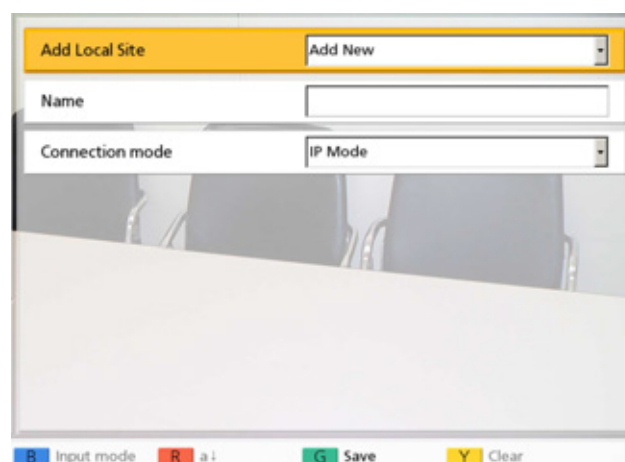 Add Local Site Add New
Name
Connection mode IP Mode
B Input mode R a↓ G Save Y Clear